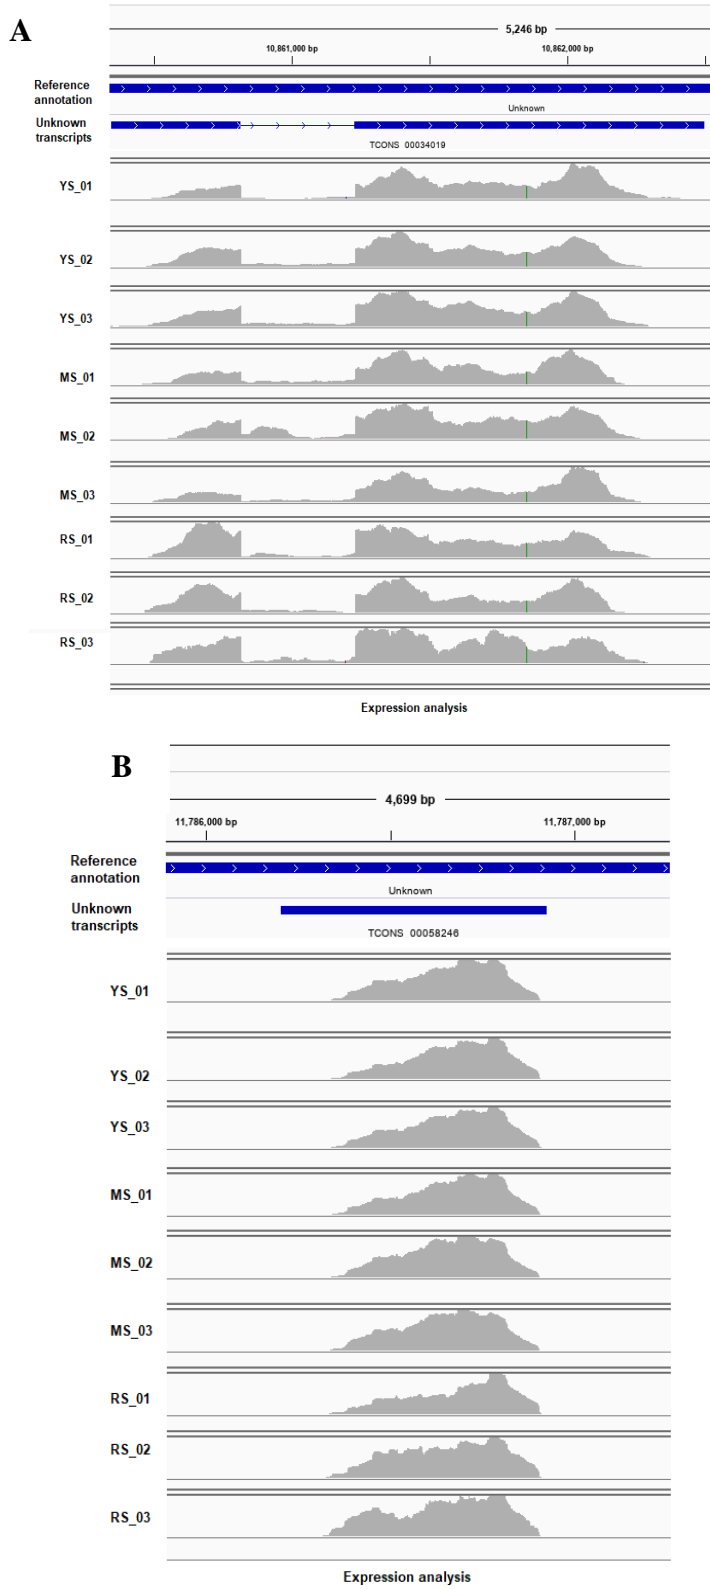 A
5,246 bp
10,861,000 bp 10,862,000 bp
Reference
annotation
Unknown
Unknown
transcripts
TCONS_00034019
YS_01
YS_02
YS_03
MS_01
MS_02
MS_03
RS_01
RS_02
RS_03
Expression analysis
B
4,699 bp
11,786,000 bp 11,787,000 bp
Reference
annotation
Unknown
Unknown
transcripts
TCONS_00058246
YS_01
YS_02
YS_03
MS_01
MS_02
MS_03
RS_01
RS_02
RS_03
Expression analysis